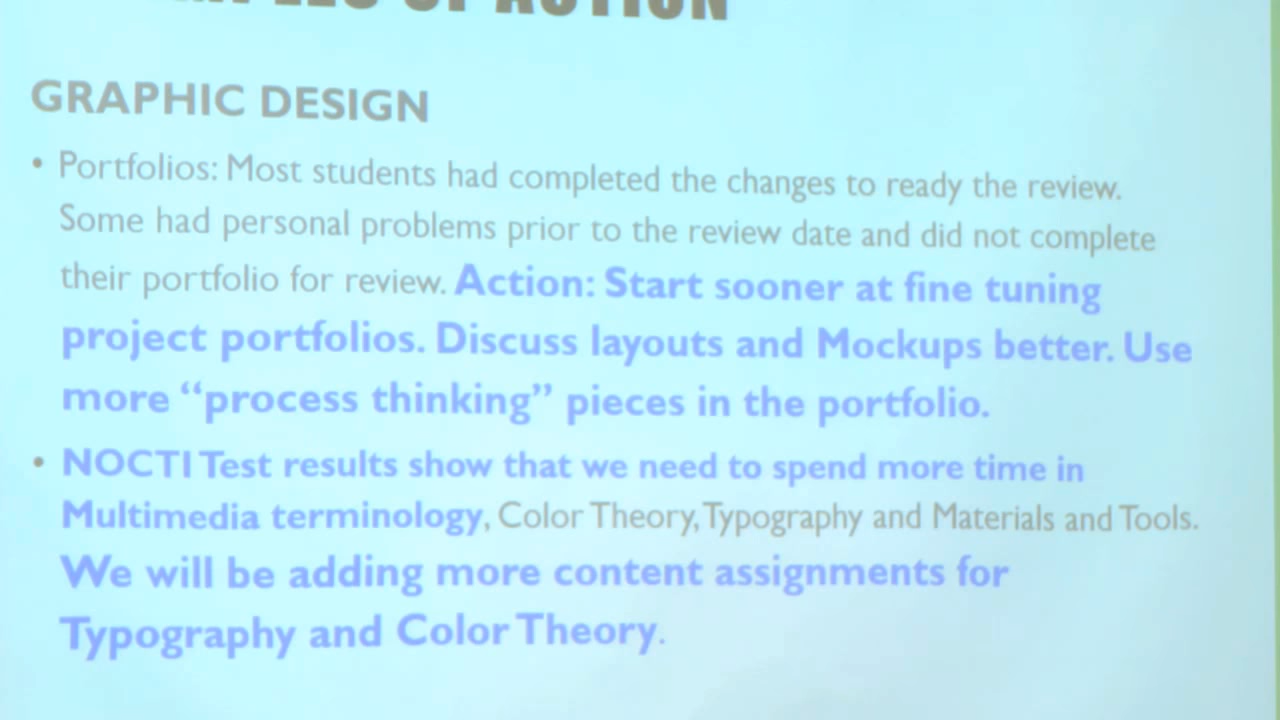 OF ACTION
GRAPHIC DESIGN
• Portfolios: Most students had completed the changes to ready the review.
Some had personal problems prior to the review date and did not complete
their portfolio for review. Action: Start sooner at fine tuning
project portfolios. Discuss layouts and Mockups better. Use
more “process thinking” pieces in the portfolio.
• NOCTI Test results show that we need to spend more time in
Multimedia terminology, Color Theory, Typography and Materials and Tools.
We will be adding more content assignments for
Typography and Color Theory.